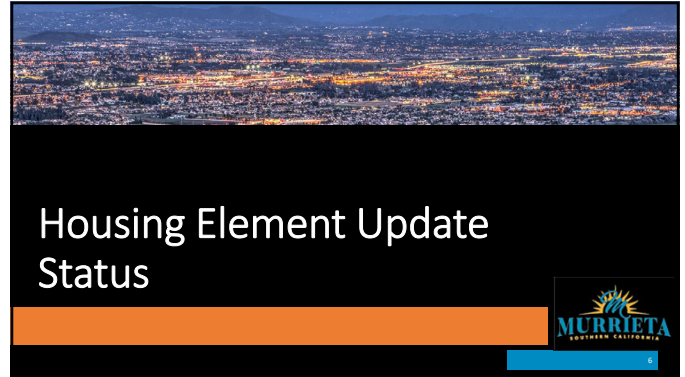 Housing Element Update
Status
MURRIETA
SOUTHERN CALIFORNIA
6